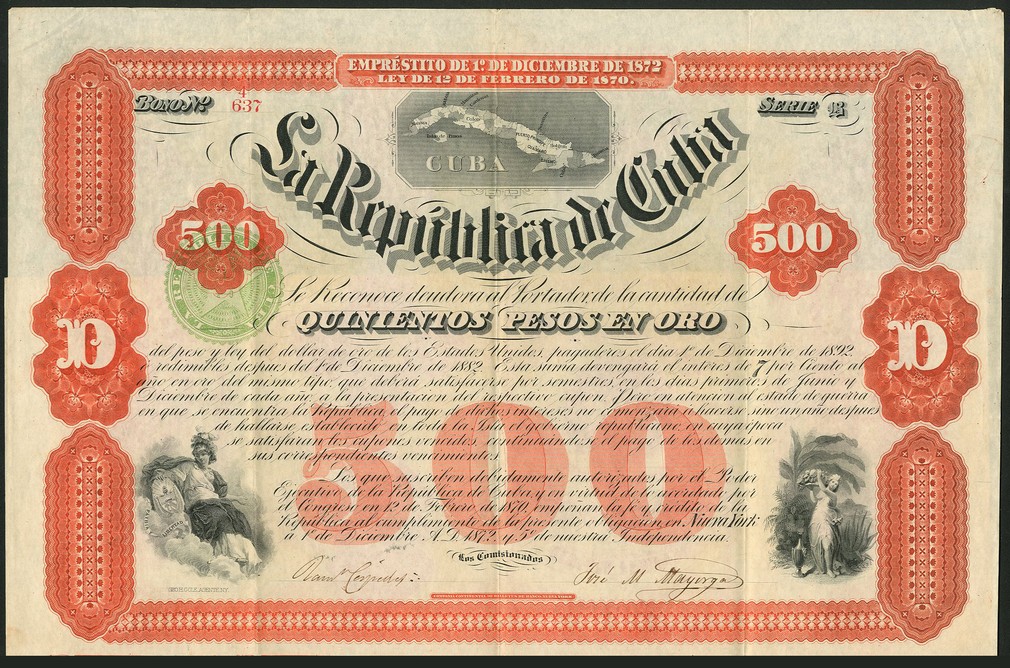 EMPRÉSTITO DE 1º DE DICIEMBRE DE 1872
LEY DE 12 DE FEBRERO DE 1870.
Bono Nº
4
637
SERIE
CUBA
La República de Cuba
500
500
Se Reconoce deudora al Portador, de la cantidad de
QUINIENTOS PESOS EN ORO
D
D
del peso y ley del dollar de oro de los Estados Unidos, pagaderos el dia 1º de Diciembre de 1892
redimibles despues del 1º de Diciembre de 1882. Esta suma devengará el interes de 7 por Ciento al
año en oro del mismo tipo, que deberá satisfacerse por semestres, en los dias primeros de Junio y
Diciembre de cada año, á la presentacion del respectivo cupon. Pero en atencion al estado de guerra
en que se encuentra la República, el pago de dichos intereses no comenzará á hacerse sino un año despues
de hallarse establecido en toda la Isla el gobierno republicano, en cuya época
se satisfarán los cupones vencidos, continuándose el pago de los demas en
sus correspondientes vencimientos.
500
Los que suscriben debidamente autorizados por el Poder
Ejecutivo de la República de Cuba, y en virtud de ley acordada por
el Congreso en 12 de Febrero de 1870, empeñan la fé y crédito de la
República al cumplimiento de la presente obligacion en Nueva York
á 1º de Diciembre A.D. 1872 y 5º de nuestra Independencia.
Los Comisionados
Ramn Céspedes
José M Mayorga